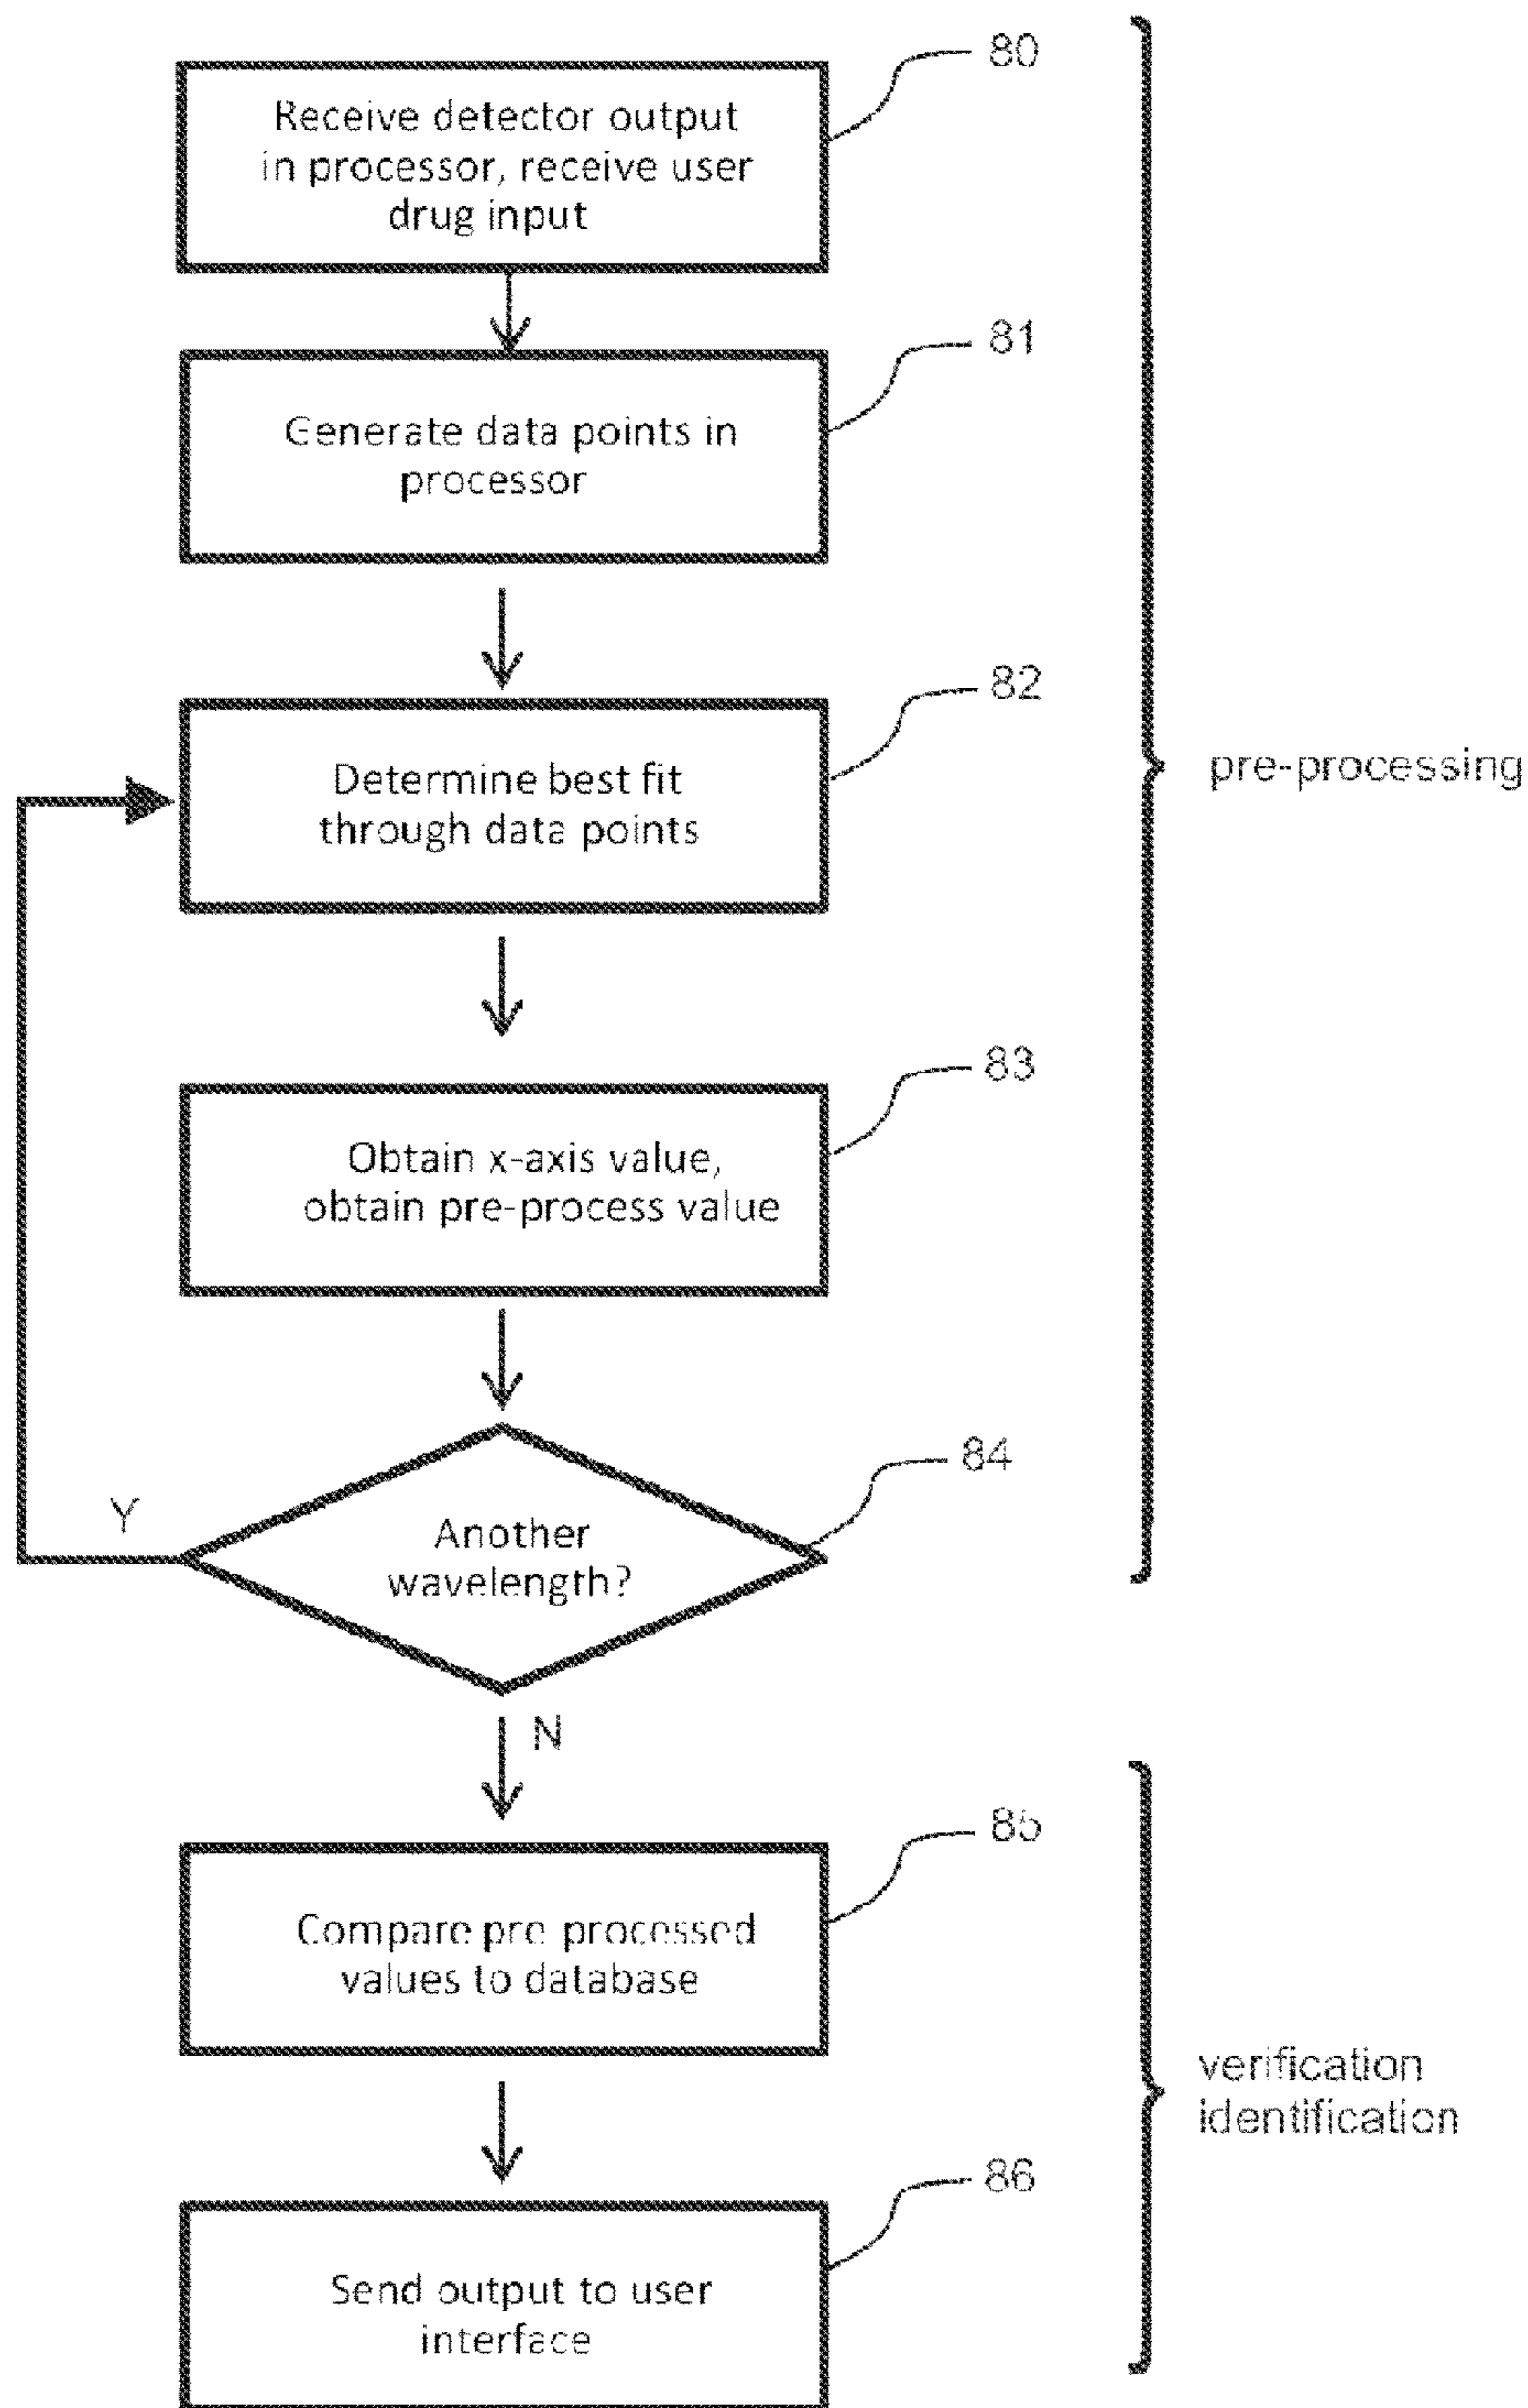 80
Receive detector output
in processor, receive user
drug input
81
Generate data points in
processor
82
Determine best fit
through data points
pre-processing
83
Obtain x-axis value,
obtain pre-process value
84
Y
Another
wavelength?
N
85
Compare pre processed
values to database
verification
identification
86
Send output to user
interface